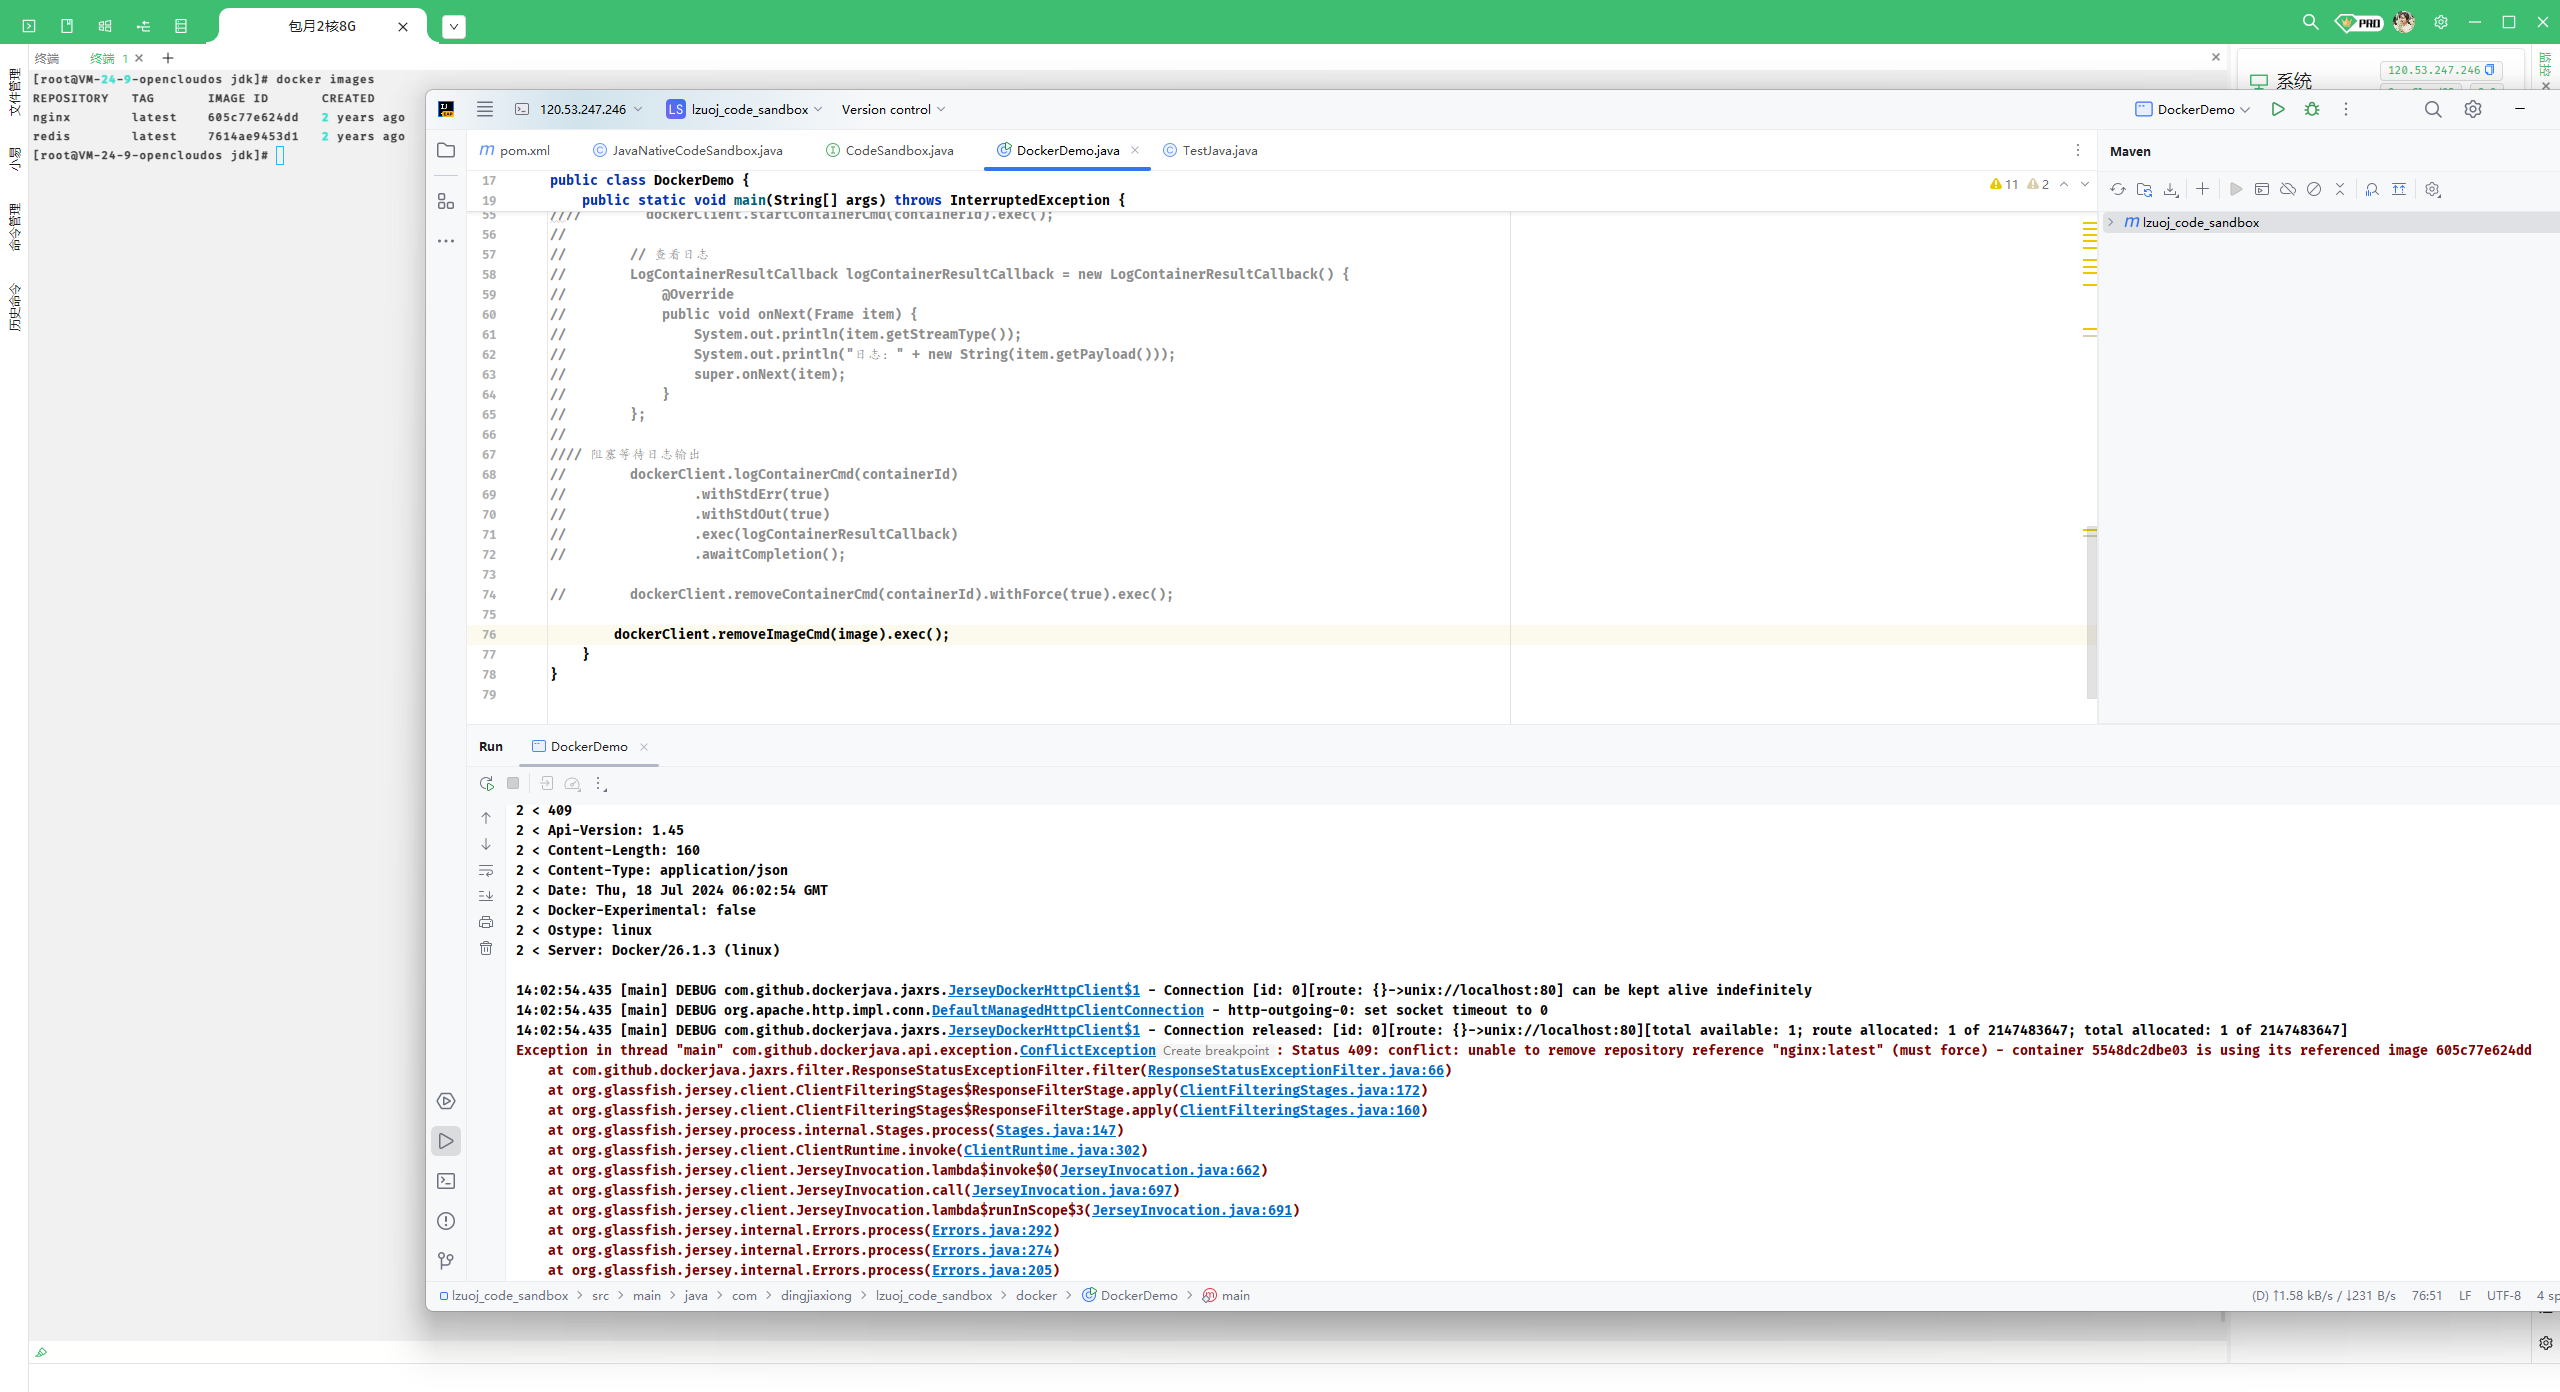 包月2核8G
PRO
终端
终端 1
文件管理
小易
命令管理
历史命令
[root@VM-24-9-opencloudos jdk]# docker images
REPOSITORY TAG IMAGE ID CREATED
nginx latest 605c77e624dd 2 years ago
redis latest 7614ae9453d1 2 years ago
[root@VM-24-9-opencloudos jdk]#
系统
120.53.247.246
监控
120.53.247.246
LS lzuoj_code_sandbox
Version control
DockerDemo
pom.xml
JavaNativeCodeSandbox.java
CodeSandbox.java
DockerDemo.java
TestJava.java
Maven
lzuoj_code_sandbox
11 2
17 public class DockerDemo {
19 public static void main(String[] args) throws InterruptedException {
55 //// dockerClient.startContainerCmd(containerId).exec();
56 //
57 // // 查看日志
58 // LogContainerResultCallback logContainerResultCallback = new LogContainerResultCallback() {
59 // @Override
60 // public void onNext(Frame item) {
61 // System.out.println(item.getStreamType());
62 // System.out.println("日志：" + new String(item.getPayload()));
63 // super.onNext(item);
64 // }
65 // };
66 //
67 //// 阻塞等待日志输出
68 // dockerClient.logContainerCmd(containerId)
69 // .withStdErr(true)
70 // .withStdOut(true)
71 // .exec(logContainerResultCallback)
72 // .awaitCompletion();
73
74 // dockerClient.removeContainerCmd(containerId).withForce(true).exec();
75
76 dockerClient.removeImageCmd(image).exec();
77 }
78 }
79
Run
DockerDemo
2 < 409
2 < Api-Version: 1.45
2 < Content-Length: 160
2 < Content-Type: application/json
2 < Date: Thu, 18 Jul 2024 06:02:54 GMT
2 < Docker-Experimental: false
2 < Ostype: linux
2 < Server: Docker/26.1.3 (linux)
14:02:54.435 [main] DEBUG com.github.dockerjava.jaxrs.JerseyDockerHttpClient$1 - Connection [id: 0][route: {}->unix://localhost:80] can be kept alive indefinitely
14:02:54.435 [main] DEBUG org.apache.http.impl.conn.DefaultManagedHttpClientConnection - http-outgoing-0: set socket timeout to 0
14:02:54.435 [main] DEBUG com.github.dockerjava.jaxrs.JerseyDockerHttpClient$1 - Connection released: [id: 0][route: {}->unix://localhost:80][total available: 1; route allocated: 1 of 2147483647; total allocated: 1 of 2147483647]
Exception in thread "main" com.github.dockerjava.api.exception.ConflictException Create breakpoint : Status 409: conflict: unable to remove repository reference "nginx:latest" (must force) - container 5548dc2dbe03 is using its referenced image 605c77e624dd
at com.github.dockerjava.jaxrs.filter.ResponseStatusExceptionFilter.filter(ResponseStatusExceptionFilter.java:66)
at org.glassfish.jersey.client.ClientFilteringStages$ResponseFilterStage.apply(ClientFilteringStages.java:172)
at org.glassfish.jersey.client.ClientFilteringStages$ResponseFilterStage.apply(ClientFilteringStages.java:160)
at org.glassfish.jersey.process.internal.Stages.process(Stages.java:147)
at org.glassfish.jersey.client.ClientRuntime.invoke(ClientRuntime.java:302)
at org.glassfish.jersey.client.JerseyInvocation.lambda$invoke$0(JerseyInvocation.java:662)
at org.glassfish.jersey.client.JerseyInvocation.call(JerseyInvocation.java:697)
at org.glassfish.jersey.client.JerseyInvocation.lambda$runInScope$3(JerseyInvocation.java:691)
at org.glassfish.jersey.internal.Errors.process(Errors.java:292)
at org.glassfish.jersey.internal.Errors.process(Errors.java:274)
at org.glassfish.jersey.internal.Errors.process(Errors.java:205)
lzuoj_code_sandbox > src > main > java > com > dingjiaxiong > lzuoj_code_sandbox > docker > DockerDemo > main
(D) ↑1.58 kB/s / ↓231 B/s 76:51 LF UTF-8 4 sp